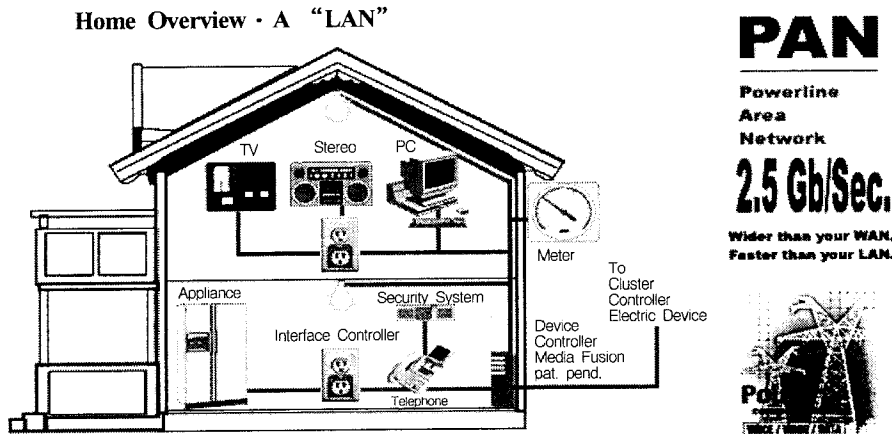 Home Overview · A “LAN”
TV
Stereo
PC
Meter
To
Cluster
Controller
Electric Device
Appliance
Security System
Interface Controller
Device
Controller
Media Fusion
pat. pend.
Telephone
PAN
Powerline
Area
Network
2.5 Gb/Sec.
Wider than your WAN.
Faster than your LAN.